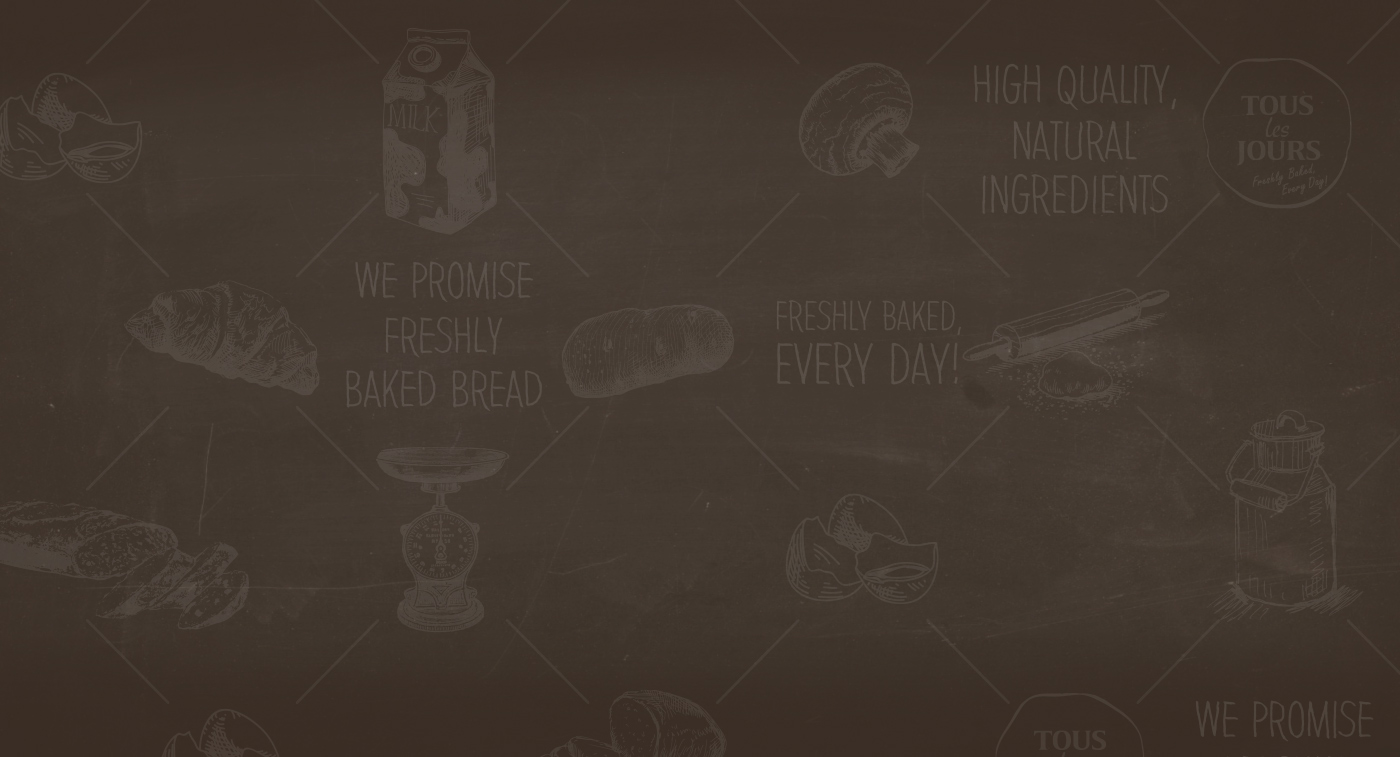 MILK
HIGH QUALITY,
NATURAL
INGREDIENTS
TOUS
les
JOURS
Freshly Baked,
Every Day!
WE PROMISE
FRESHLY
BAKED BREAD
FRESHLY BAKED,
EVERY DAY!
TOUS
WE PROMISE